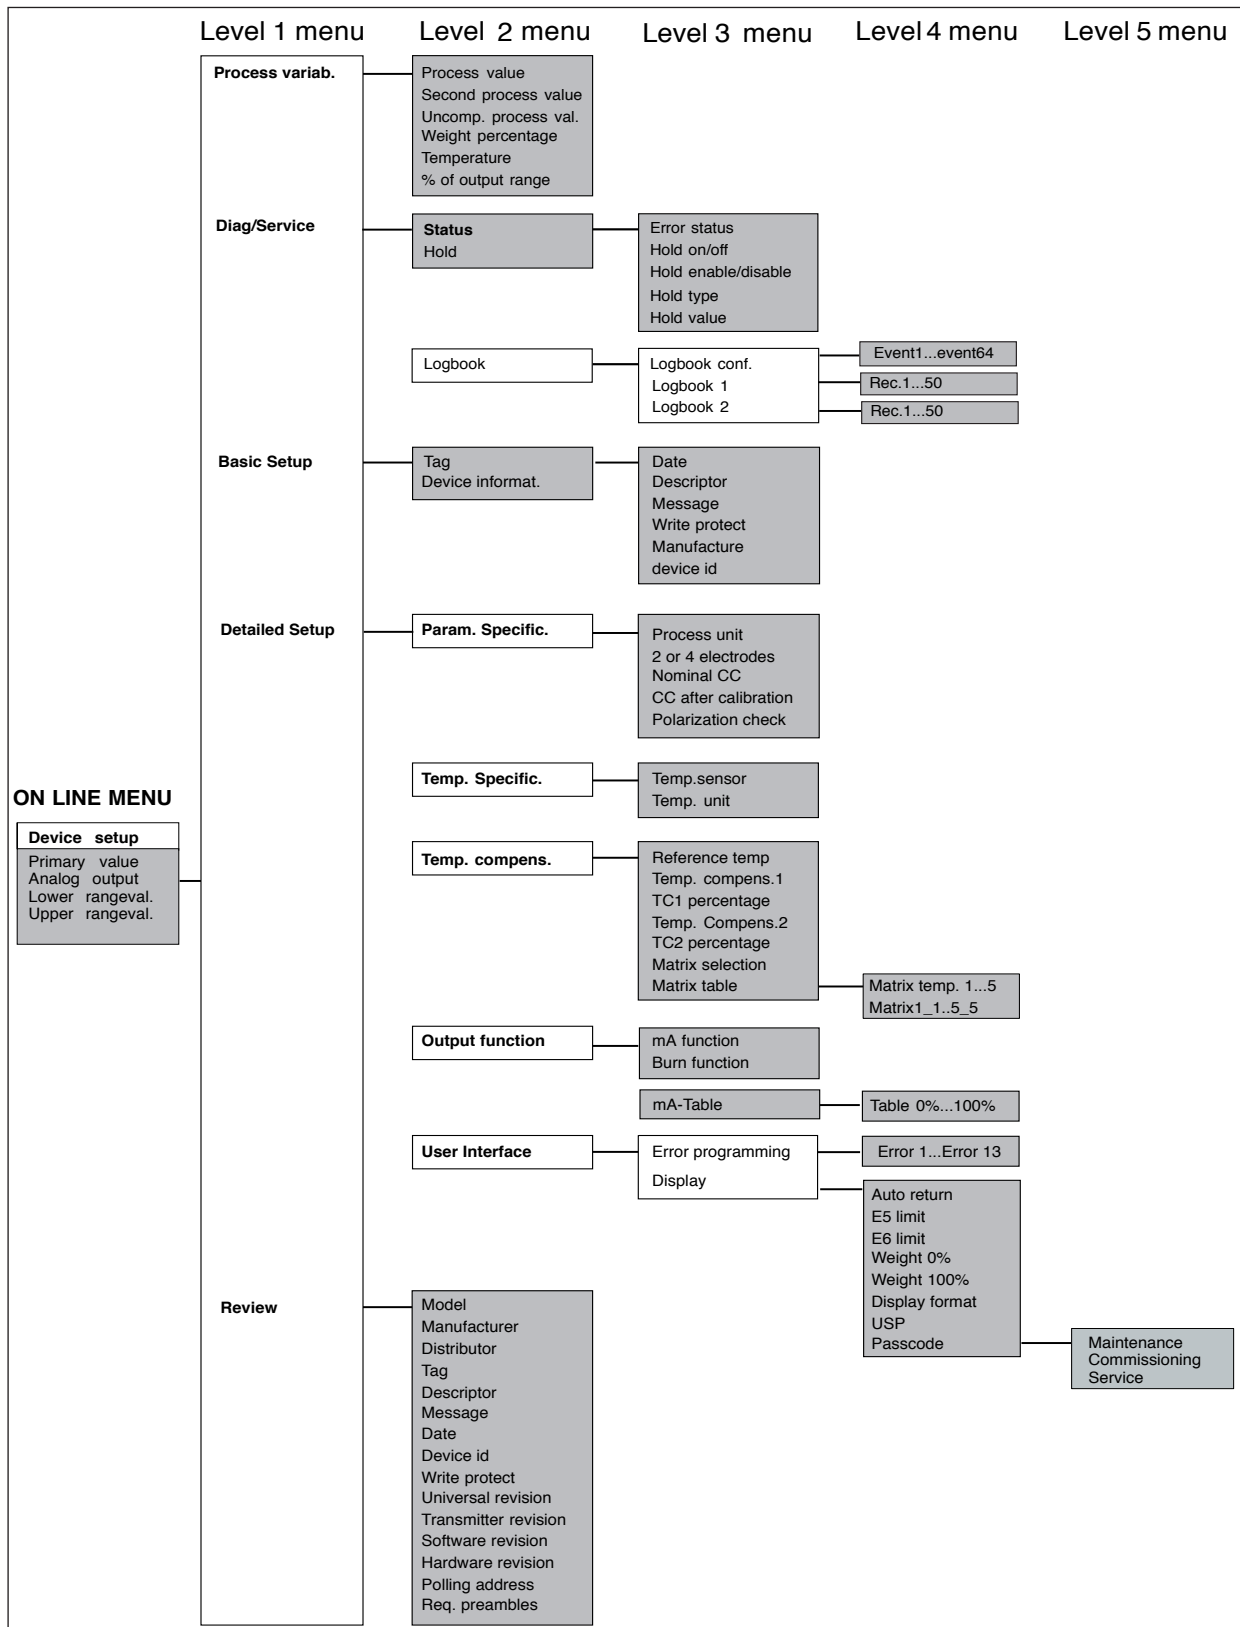 Level 1 menu
Level 2 menu
Level 3 menu
Level 4 menu
Level 5 menu
ON LINE MENU
Device setup
Primary value
Analog output
Lower rangeval.
Upper rangeval.
Process variab.
Process value
Second process value
Uncomp. process val.
Weight percentage
Temperature
% of output range
Diag/Service
Status
Hold
Error status
Hold on/off
Hold enable/disable
Hold type
Hold value
Logbook
Logbook conf.
Logbook 1
Logbook 2
Event1...event64
Rec.1...50
Rec.1...50
Basic Setup
Tag
Device informat.
Date
Descriptor
Message
Write protect
Manufacture
device id
Detailed Setup
Param. Specific.
Process unit
2 or 4 electrodes
Nominal CC
CC after calibration
Polarization check
Temp. Specific.
Temp.sensor
Temp. unit
Temp. compens.
Reference temp
Temp. compens.1
TC1 percentage
Temp. Compens.2
TC2 percentage
Matrix selection
Matrix table
Matrix temp. 1...5
Matrix1_1..5_5
Output function
mA function
Burn function
mA-Table
Table 0%...100%
User Interface
Error programming
Display
Error 1...Error 13
Auto return
E5 limit
E6 limit
Weight 0%
Weight 100%
Display format
USP
Passcode
Maintenance
Commissioning
Service
Review
Model
Manufacturer
Distributor
Tag
Descriptor
Message
Date
Device id
Write protect
Universal revision
Transmitter revision
Software revision
Hardware revision
Polling address
Req. preambles